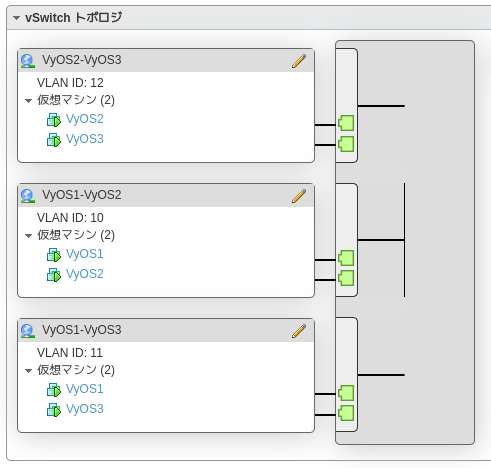 vSwitch トポロジ
VyOS2-VyOS3
VLAN ID: 12
仮想マシン (2)
VyOS2
VyOS3
VyOS1-VyOS2
VLAN ID: 10
仮想マシン (2)
VyOS1
VyOS2
VyOS1-VyOS3
VLAN ID: 11
仮想マシン (2)
VyOS1
VyOS3